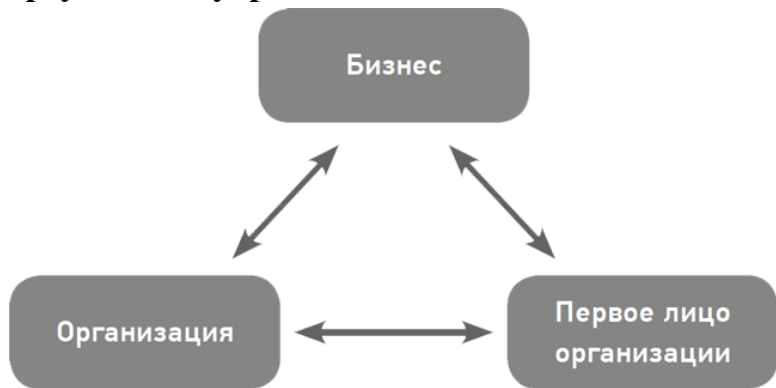 Бизнес
Организация
Первое лицо
организации